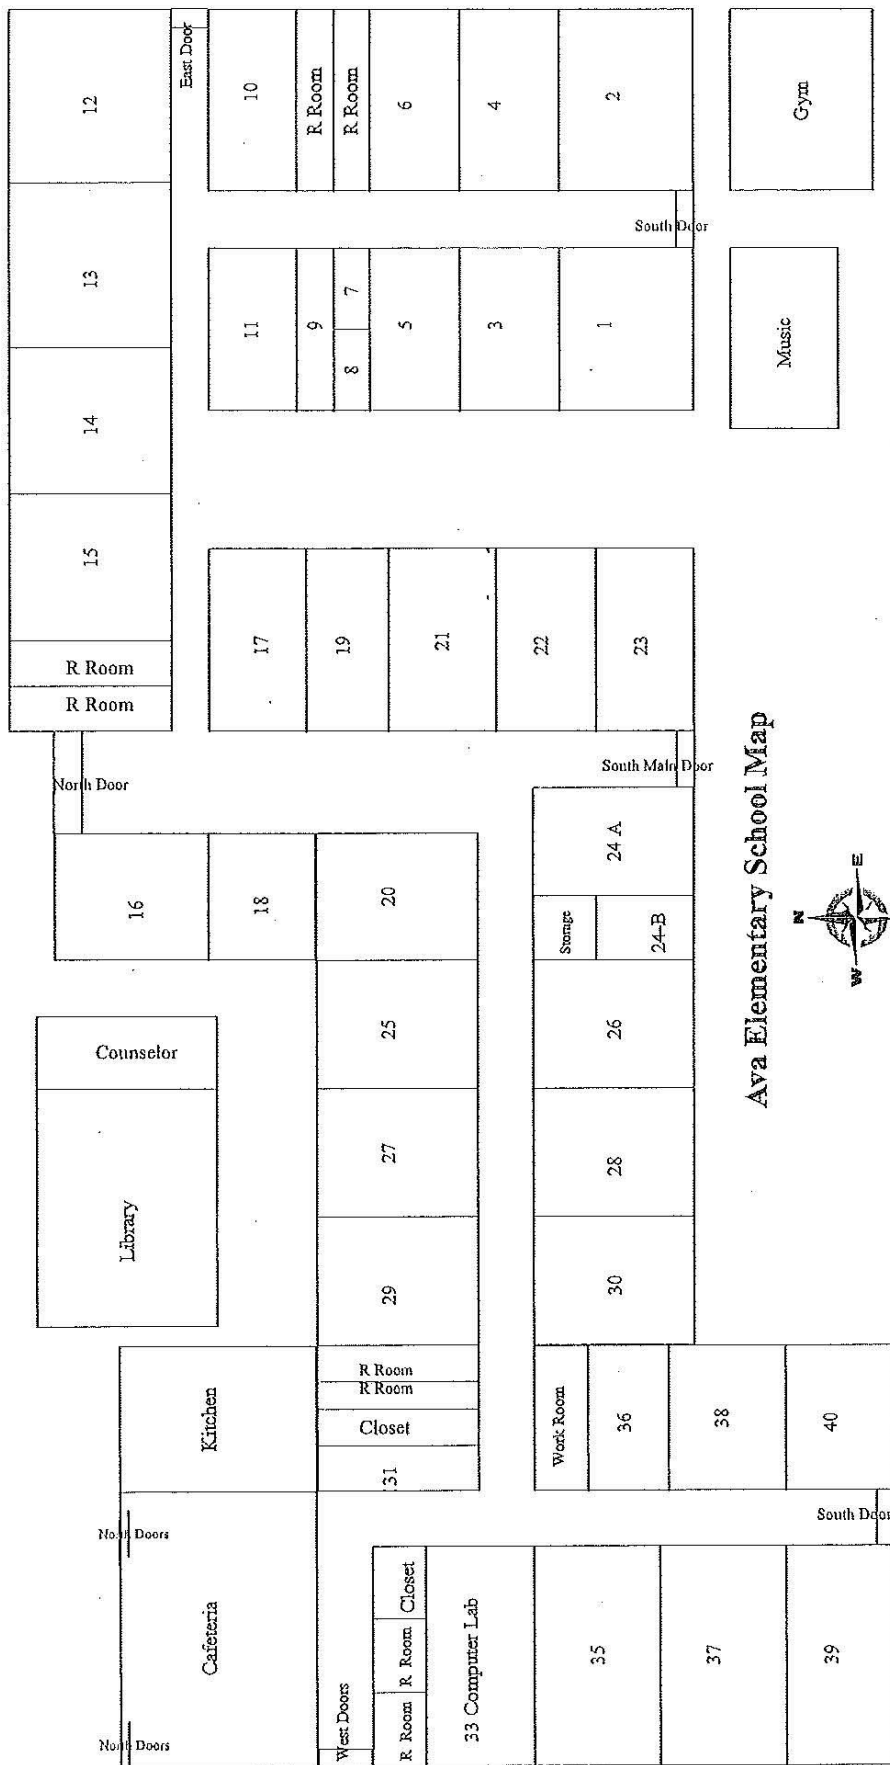 12
East Door
10
R Room
R Room
6
4
2
Gym
13
South Door
11
9
7
8
5
3
1
Music
14
15
R Room
R Room
17
19
21
22
23
North Door
South Main Door
16
18
20
24 A
Storage
24-B
Counselor
Library
25
26
27
28
29
30
Kitchen
R Room
R Room
Closet
31
Work Room
36
38
40
North Doors
Cafeteria
North Doors
West Doors
R Room
R Room
Closet
33 Computer Lab
35
37
39
South Door
Ava Elementary School Map
N
E
W